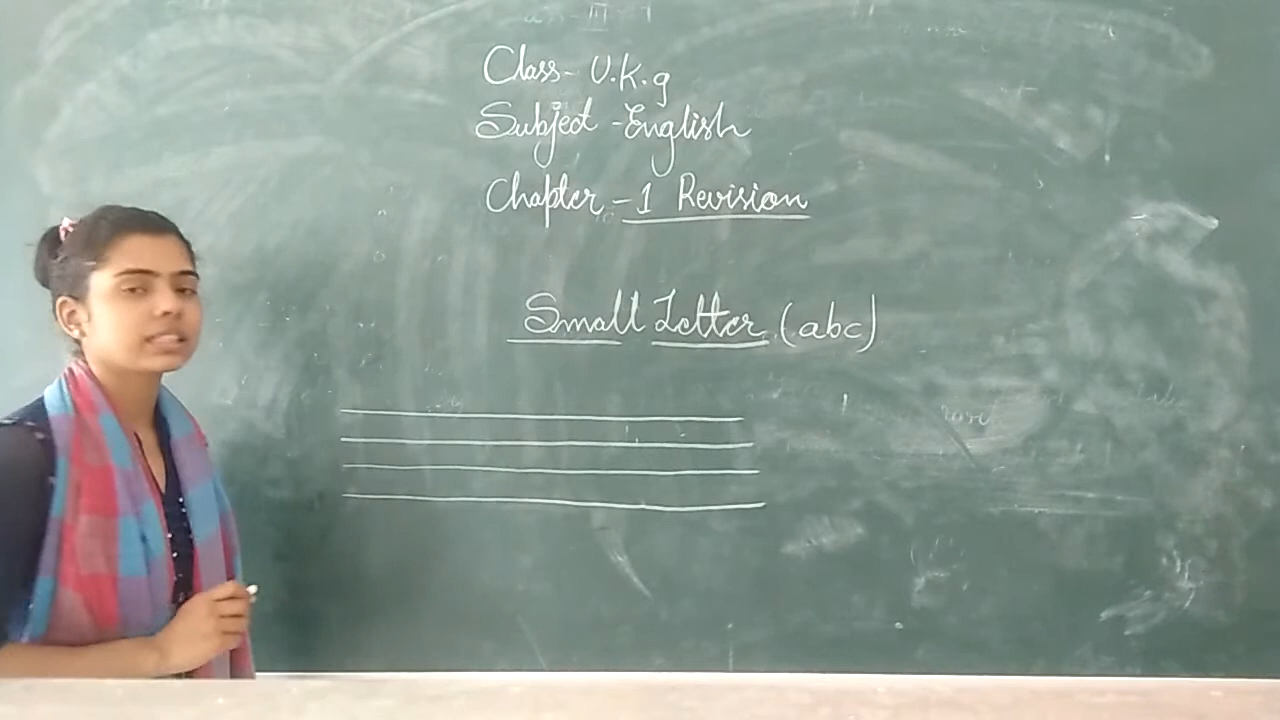 Class- U.K.g
Subject -English
Chapter -1 Revision
Small Letter (abc)